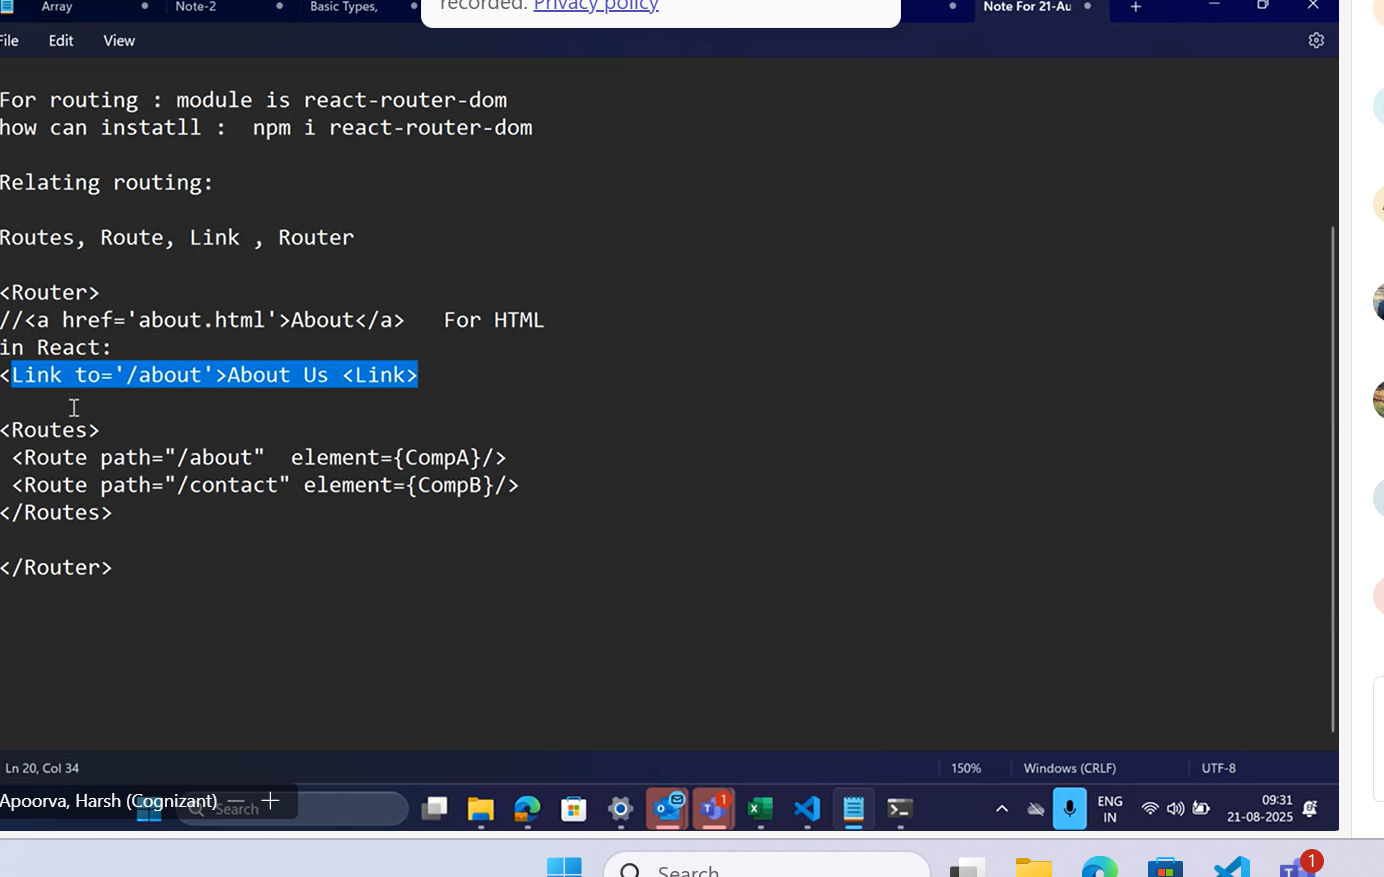 Array
Note-2
Basic Types,
recorded. Privacy policy
Note For 21-Au
File Edit View
For routing : module is react-router-dom
how can instatll :  npm i react-router-dom
Relating routing:
Routes, Route, Link , Router
<Router>
//<a href='about.html'>About</a>   For HTML
in React:
<Link to='/about'>About Us <Link>
<Routes>
<Route path="/about"  element={CompA}/>
<Route path="/contact" element={CompB}/>
</Routes>
</Router>
Ln 20, Col 34
150%
Windows (CRLF)
UTF-8
Apoorva, Harsh (Cognizant)
Search
1
ENG
IN
09:31
21-08-2025
Search
1